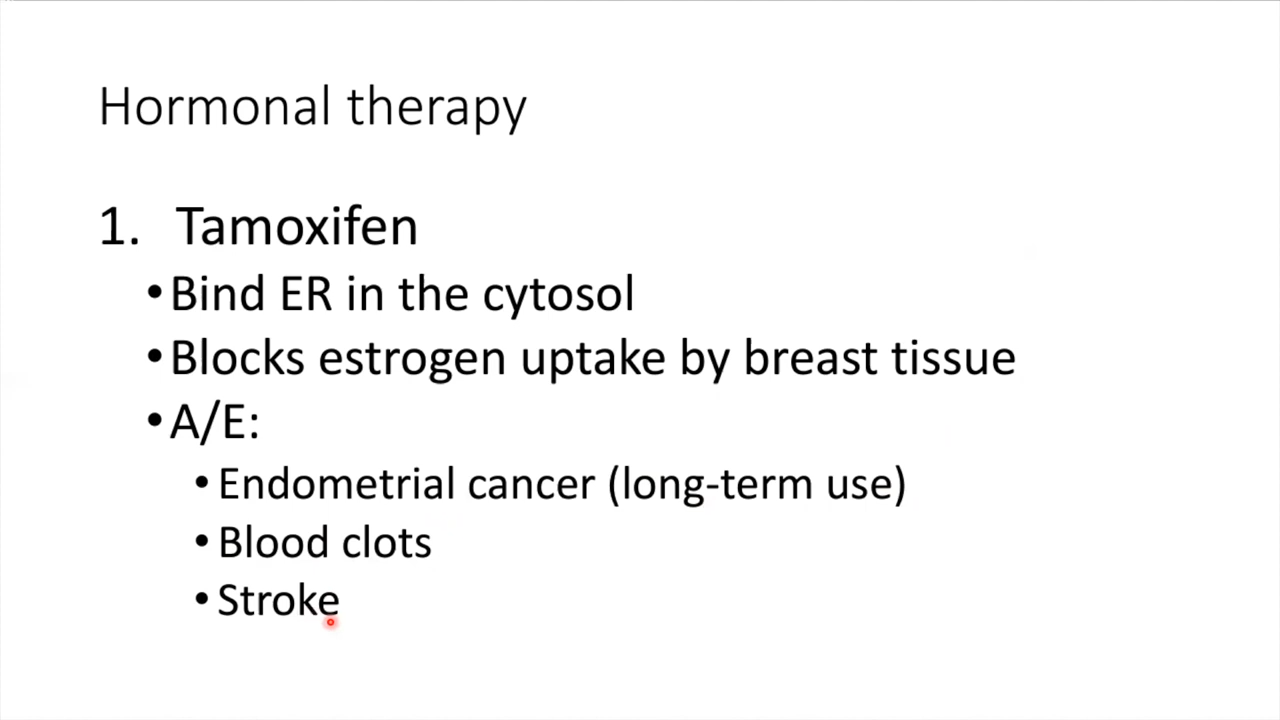 Hormonal therapy
1. Tamoxifen
•Bind ER in the cytosol
•Blocks estrogen uptake by breast tissue
•A/E:
•Endometrial cancer (long-term use)
•Blood clots
•Stroke